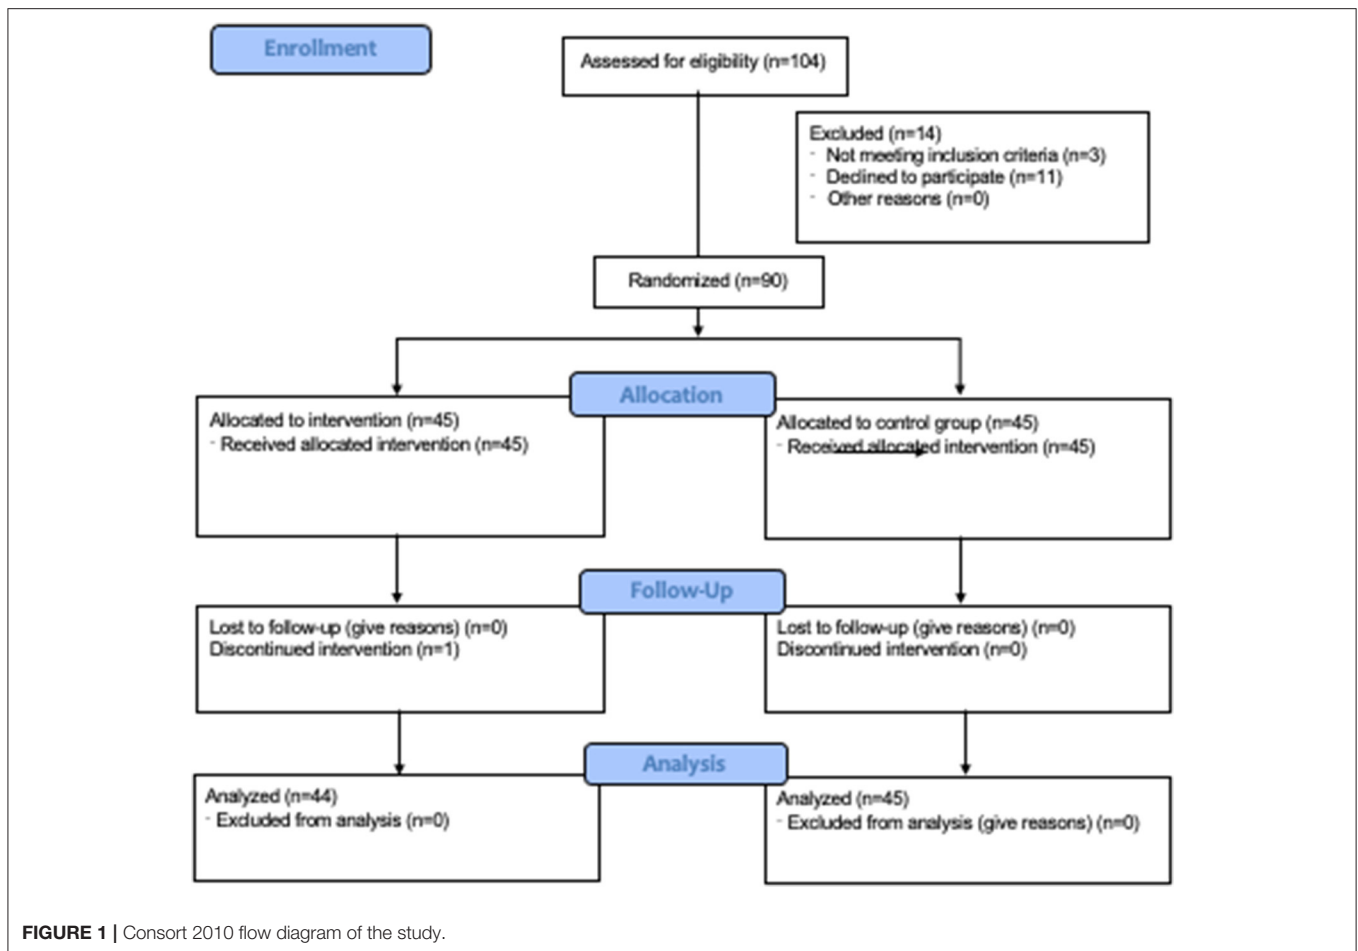 Enrollment
Assessed for eligibility (n=104)
Excluded (n=14)
- Not meeting inclusion criteria (n=3)
- Declined to participate (n=11)
- Other reasons (n=0)
Randomized (n=90)
Allocation
Allocated to intervention (n=45)
- Received allocated intervention (n=45)
Allocated to control group (n=45)
- Received allocated intervention (n=45)
Follow-Up
Lost to follow-up (give reasons) (n=0)
Discontinued intervention (n=1)
Lost to follow-up (give reasons) (n=0)
Discontinued intervention (n=0)
Analysis
Analyzed (n=44)
- Excluded from analysis (n=0)
Analyzed (n=45)
- Excluded from analysis (give reasons) (n=0)
FIGURE 1 | Consort 2010 flow diagram of the study.